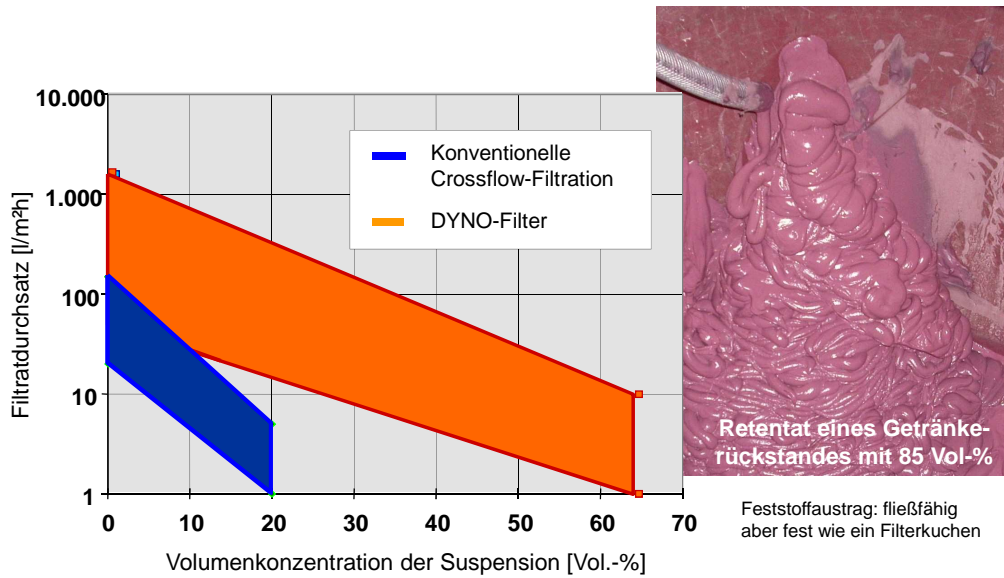 10.000
1.000
100
10
1
0
10
20
30
40
50
60
70
Filtratdurchsatz [l/m²h]
Volumenkonzentration der Suspension [Vol.-%]
Konventionelle
Crossflow-Filtration
DYNO-Filter
Retentat eines Getränke-
rückstandes mit 85 Vol-%
Feststoffaustrag: fließfähig
aber fest wie ein Filterkuchen